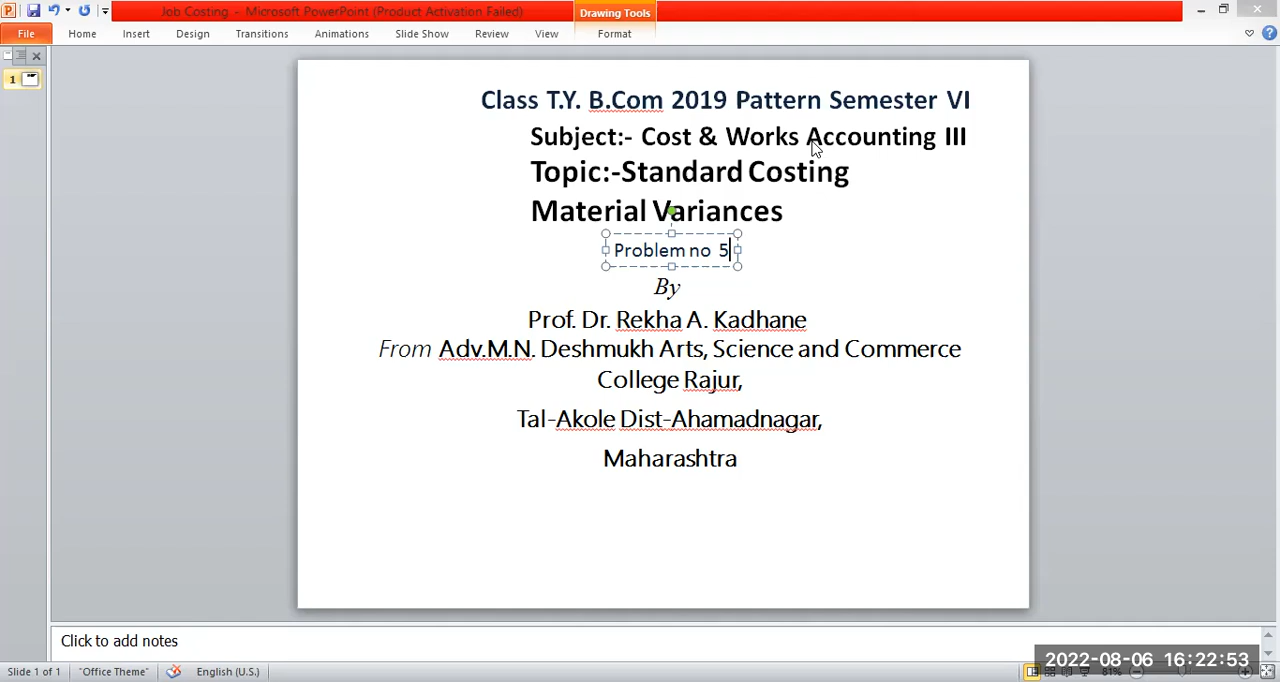 Job Costing - Microsoft PowerPoint (Product Activation Failed)
Drawing Tools
File Home Insert Design Transitions Animations Slide Show Review View Format
1
Class T.Y. B.Com 2019 Pattern Semester VI
Subject:- Cost & Works Accounting III
Topic:-Standard Costing
Material Variances
Problem no 5
By
Prof. Dr. Rekha A. Kadhane
From Adv.M.N. Deshmukh Arts, Science and Commerce
College Rajur,
Tal-Akole Dist-Ahamadnagar,
Maharashtra
Click to add notes
2022-08-06 16:22:53
Slide 1 of 1 "Office Theme" English (U.S.) 81%